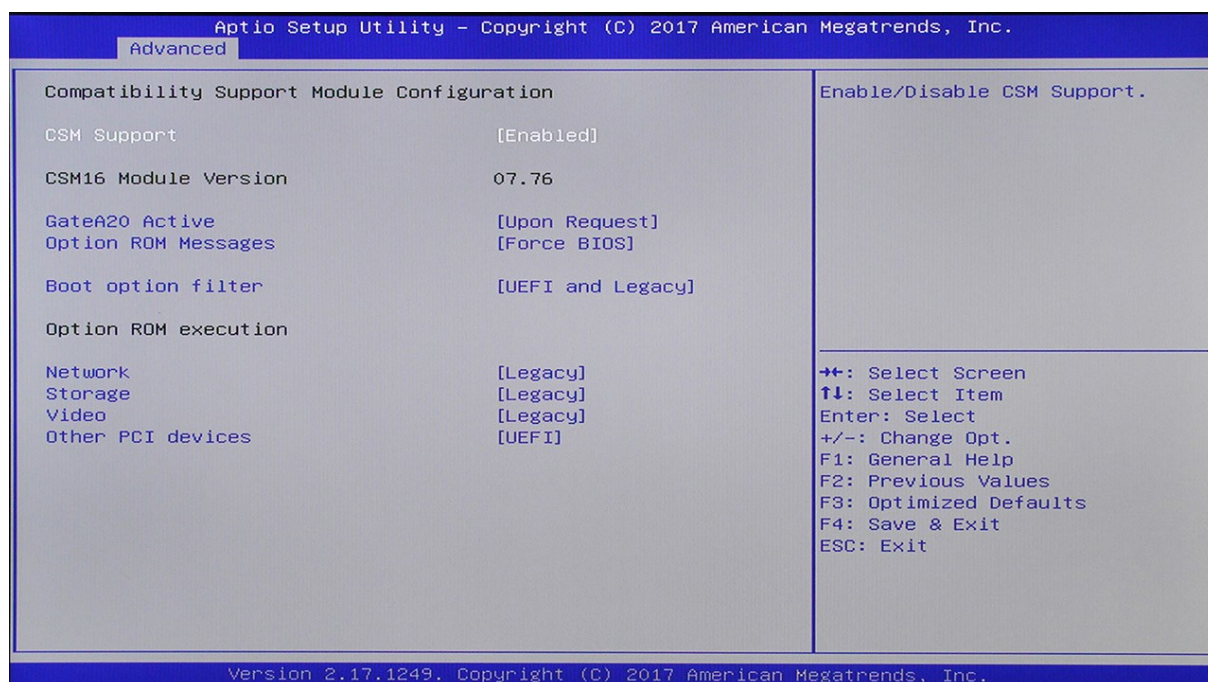 Aptio Setup Utility – Copyright (C) 2017 American Megatrends, Inc.
Advanced
Compatibility Support Module Configuration
CSM Support [Enabled]
CSM16 Module Version 07.76
GateA20 Active [Upon Request]
Option ROM Messages [Force BIOS]
Boot option filter [UEFI and Legacy]
Option ROM execution
Network [Legacy]
Storage [Legacy]
Video [Legacy]
Other PCI devices [UEFI]
Enable/Disable CSM Support.
→←: Select Screen
↑↓: Select Item
Enter: Select
+/-: Change Opt.
F1: General Help
F2: Previous Values
F3: Optimized Defaults
F4: Save & Exit
ESC: Exit
Version 2.17.1249. Copyright (C) 2017 American Megatrends, Inc.